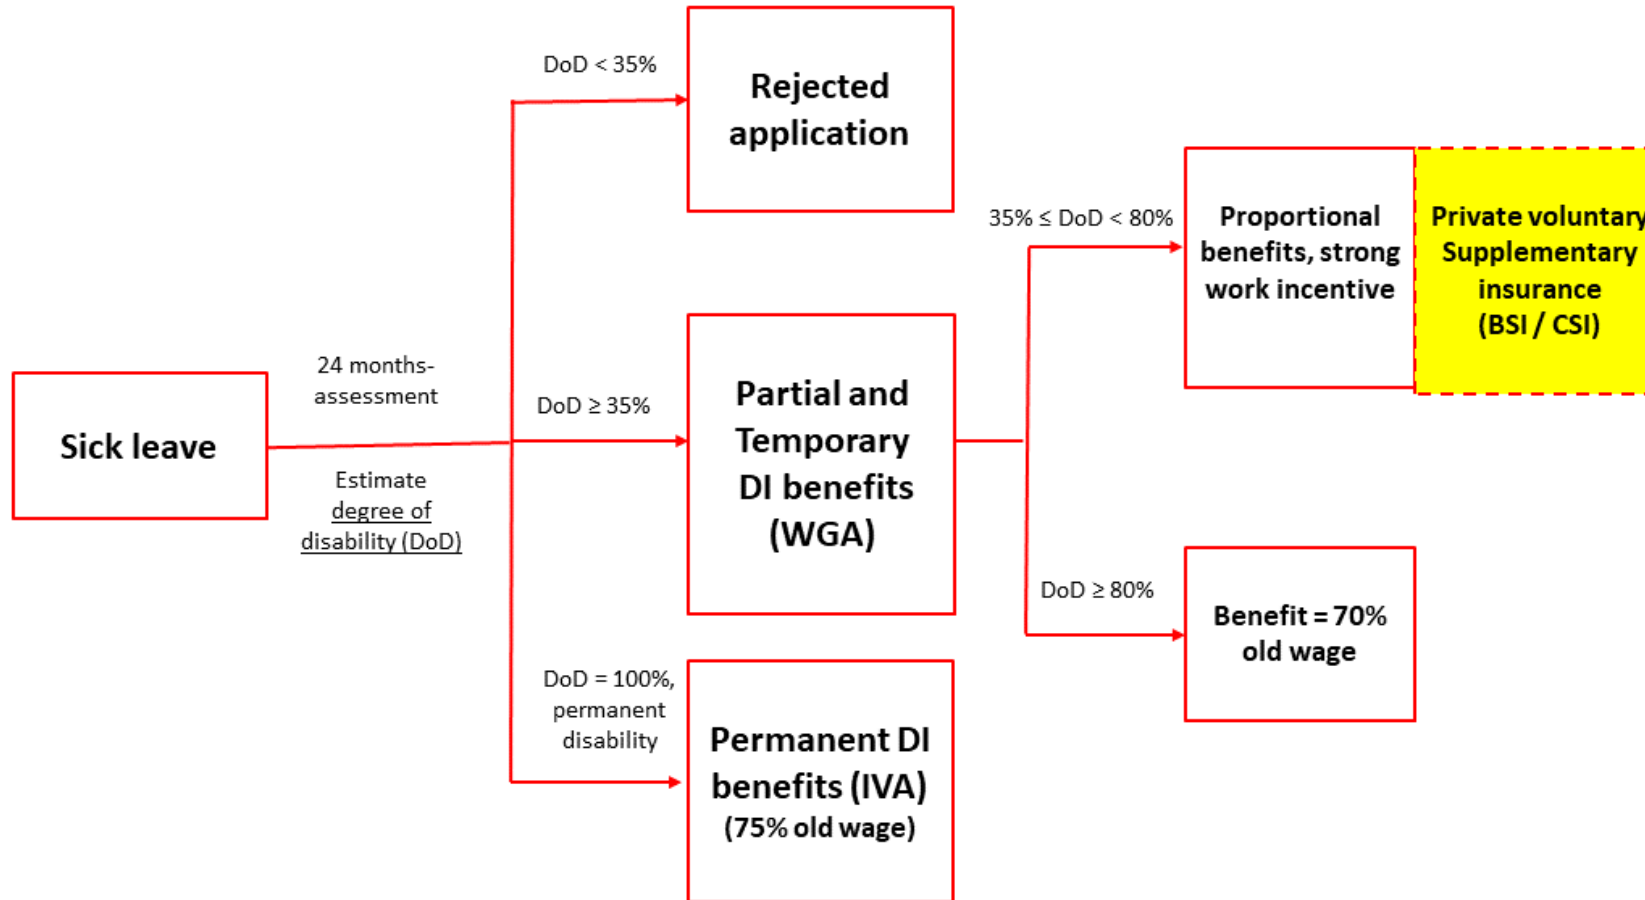 DoD < 35%
Rejected
application
35% ≤ DoD < 80%
Proportional
benefits, strong
work incentive
Private voluntary
Supplementary
insurance
(BSI / CSI)
Sick leave
24 months-
assessment
Estimate
degree of
disability (DoD)
DoD ≥ 35%
Partial and
Temporary
DI benefits
(WGA)
DoD ≥ 80%
Benefit = 70%
old wage
DoD = 100%,
permanent
disability
Permanent DI
benefits (IVA)
(75% old wage)